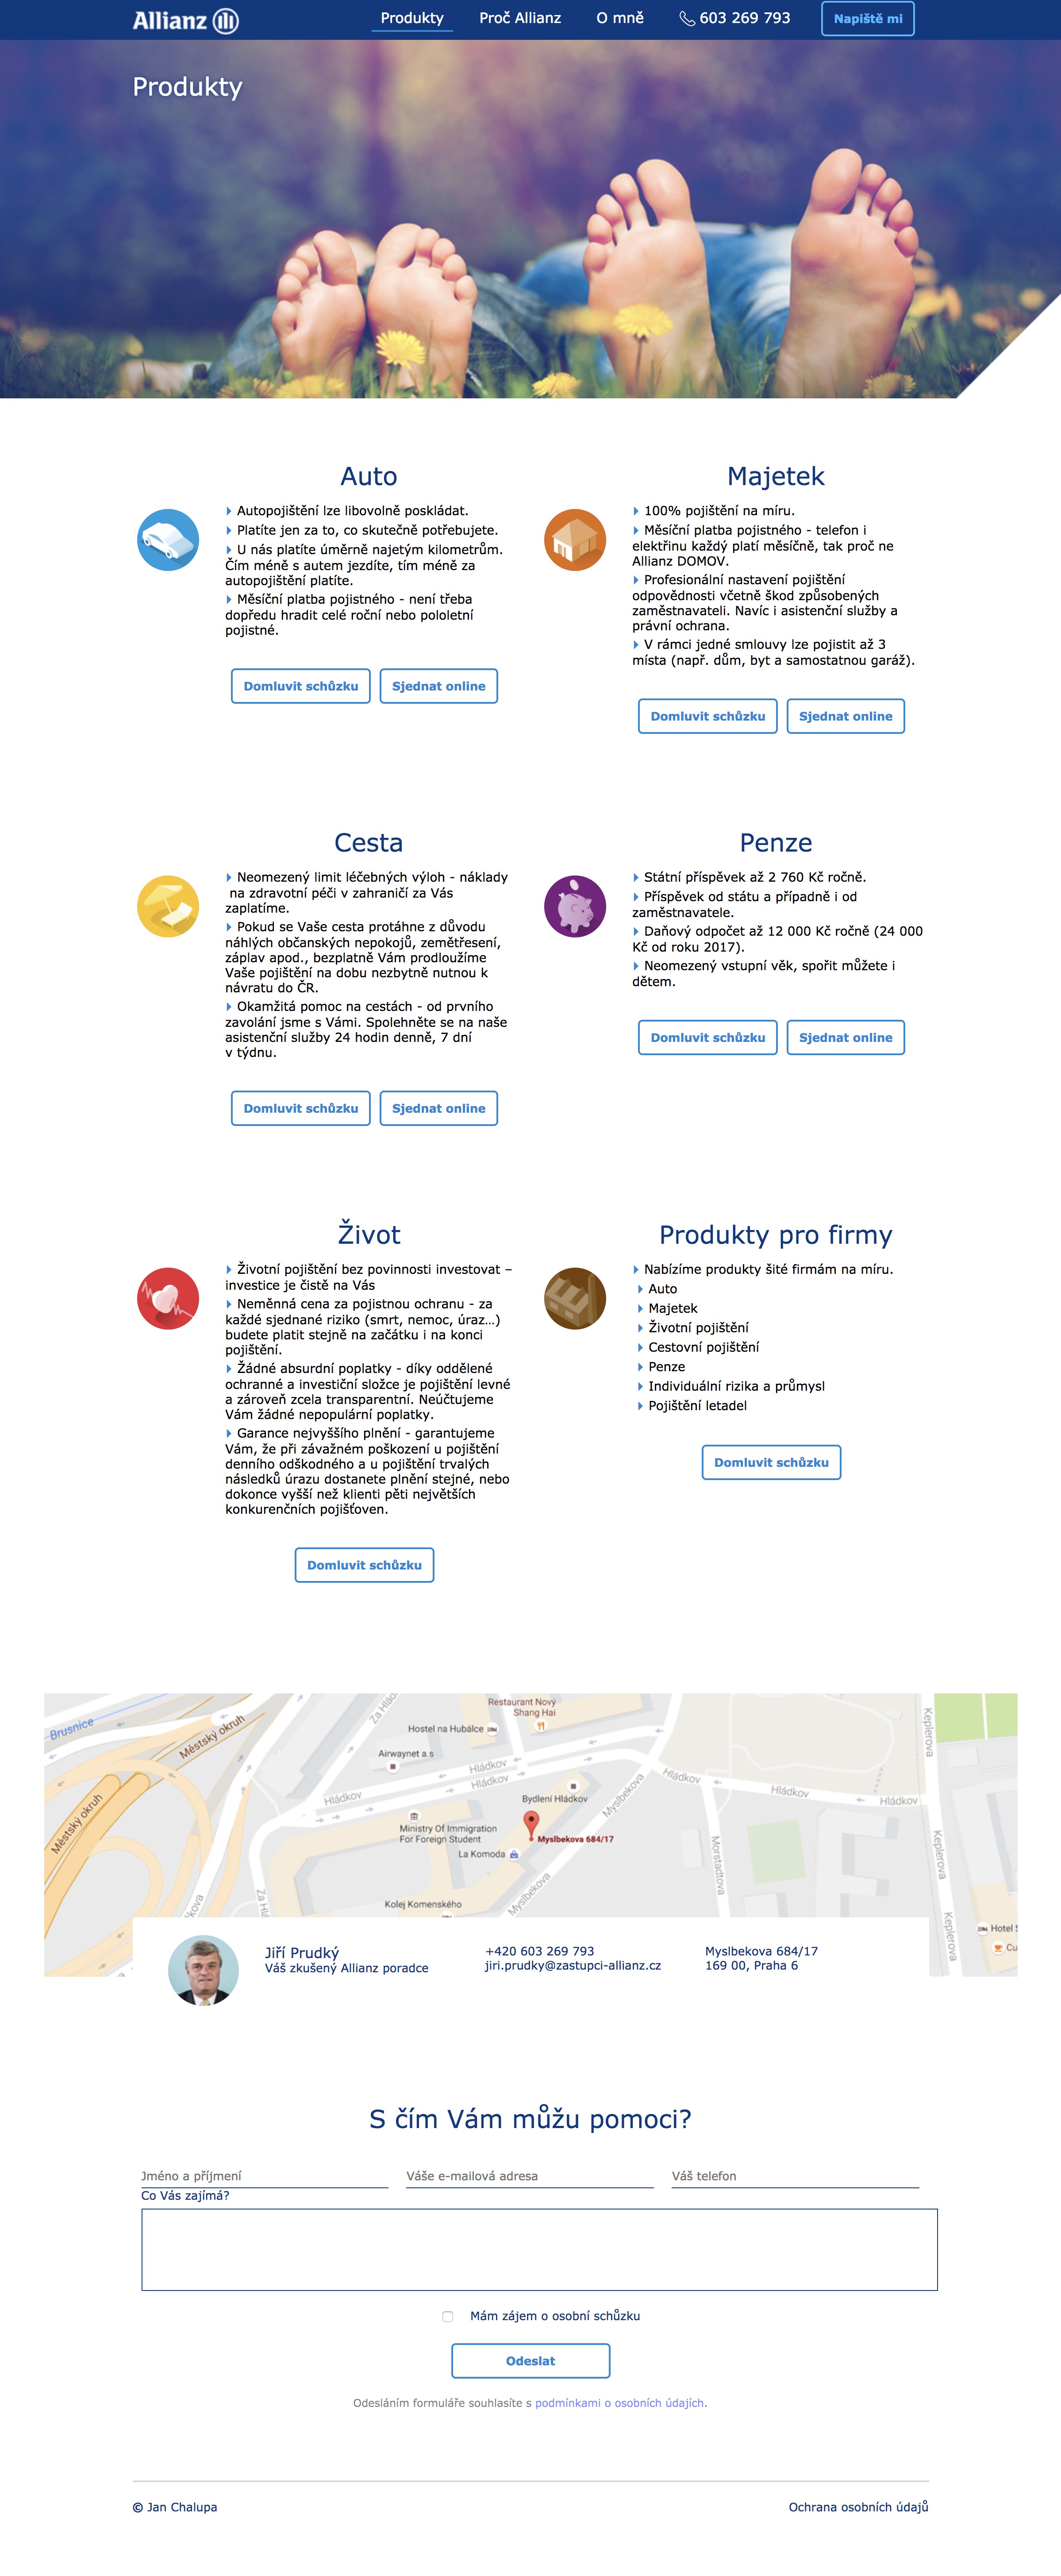 Allianz
Produkty
Proč Allianz
O mně
603 269 793
Napiště mi
Produkty
Auto
Autopojištění lze libovolně poskládat.
Platíte jen za to, co skutečně potřebujete.
U nás platíte úměrně najetým kilometrům.
Čím méně s autem jezdíte, tím méně za
autopojištění platíte.
Měsíční platba pojistného - není třeba
dopředu hradit celé roční nebo pololetní
pojistné.
Domluvit schůzku
Sjednat online
Majetek
100% pojištění na míru.
Měsíční platba pojistného - telefon i
elektřinu každý platí měsíčně, tak proč ne
Allianz DOMOV.
Profesionální nastavení pojištění
odpovědnosti včetně škod způsobených
zaměstnavateli. Navíc i asistenční služby a
právní ochrana.
V rámci jedné smlouvy lze pojistit až 3
místa (např. dům, byt a samostatnou garáž).
Domluvit schůzku
Sjednat online
Cesta
Neomezený limit léčebných výloh - náklady
na zdravotní péči v zahraničí za Vás
zaplatíme.
Pokud se Vaše cesta protáhne z důvodu
náhlých občanských nepokojů, zemětřesení,
záplav apod., bezplatně Vám prodloužíme
Vaše pojištění na dobu nezbytně nutnou k
návratu do ČR.
Okamžitá pomoc na cestách - od prvního
zavolání jsme s Vámi. Spolehněte se na naše
asistenční služby 24 hodin denně, 7 dní
v týdnu.
Domluvit schůzku
Sjednat online
Penze
Státní příspěvek až 2 760 Kč ročně.
Příspěvek od státu a případně i od
zaměstnavatele.
Daňový odpočet až 12 000 Kč ročně (24 000
Kč od roku 2017).
Neomezený vstupní věk, spořit můžete i
dětem.
Domluvit schůzku
Sjednat online
Život
Životní pojištění bez povinnosti investovat –
investice je čistě na Vás
Neměnná cena za pojistnou ochranu - za
každé sjednané riziko (smrt, nemoc, úraz...)
budete platit stejně na začátku i na konci
pojištění.
Žádné absurdní poplatky - díky oddělené
ochranné a investiční složce je pojištění levné
a zároveň zcela transparentní. Neúčtujeme
Vám žádné nepopulární poplatky.
Garance nejvyššího plnění - garantujeme
Vám, že při závažném poškození u pojištění
denního odškodného a u pojištění trvalých
následků úrazu dostanete plnění stejné, nebo
dokonce vyšší než klienti pěti největších
konkurenčních pojišťoven.
Domluvit schůzku
Produkty pro firmy
Nabízíme produkty šité firmám na míru.
Auto
Majetek
Životní pojištění
Cestovní pojištění
Penze
Individuální rizika a průmysl
Pojištění letadel
Domluvit schůzku
Brusnice
Městský okruh
Městský okruh
Za Hládko
Hostel na Hubálce
Restaurant Nový
Shang Hai
Airwaynet a.s
Hládkov
Hládkov
Hládkov
Hládkov
Hládkov
Bydlení Hládkov
Myslbekova
Ministry Of Immigration
For Foreign Student
Myslbekova 684/17
La Komoda
Kolej Komenského
Myslbekova
Morstadtova
Keplerova
Keplerova
Keplerova
Keplerova
Za Hlá
kova
Hotel
Cu
Jiří Prudký
Váš zkušený Allianz poradce
+420 603 269 793
jiri.prudky@zastupci-allianz.cz
Myslbekova 684/17
169 00, Praha 6
S čím Vám můžu pomoci?
Jméno a příjmení
Váše e-mailová adresa
Váš telefon
Co Vás zajímá?
Mám zájem o osobní schůzku
Odeslat
Odesláním formuláře souhlasíte s podmínkami o osobních údajích.
© Jan Chalupa
Ochrana osobních údajů